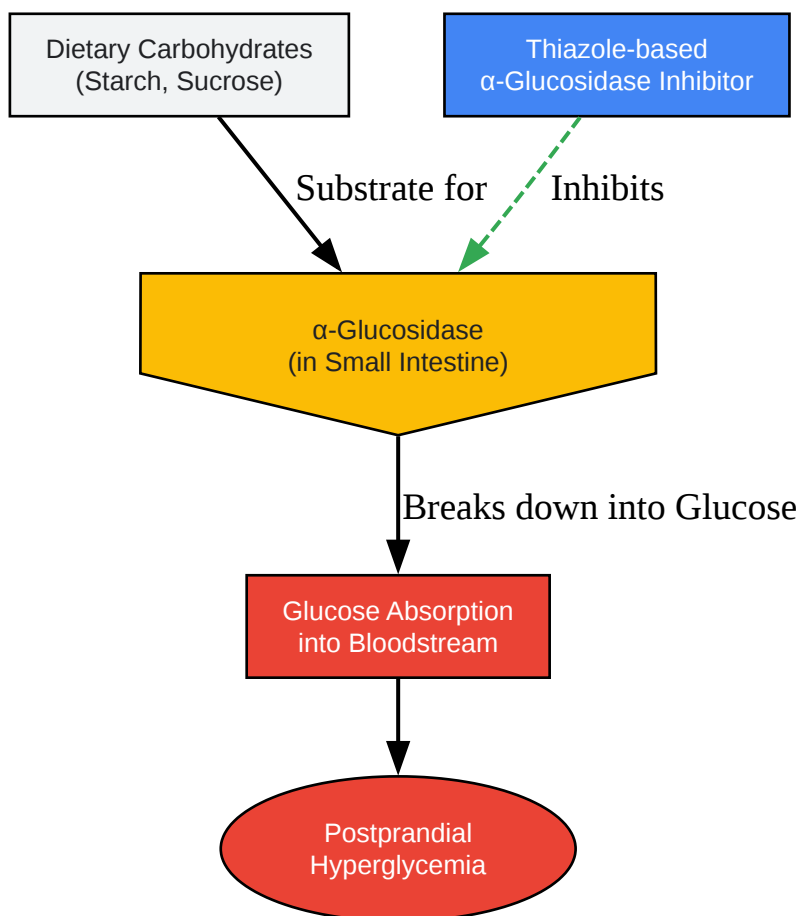 Dietary Carbohydrates
(Starch, Sucrose)
Thiazole-based
α-Glucosidase Inhibitor
Substrate for
Inhibits
α-Glucosidase
(in Small Intestine)
Breaks down into Glucose
Glucose Absorption
into Bloodstream
Postprandial
Hyperglycemia